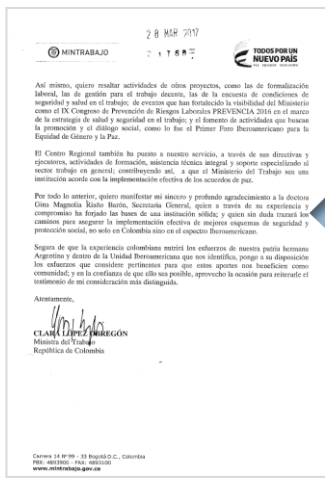 28 MAR 2017
MINTRABAJO
TODOS POR UN
NUEVO PAÍS
PAZ EQUIDAD EDUCACIÓN
Así mismo, quiero resaltar actividades de otros proyectos, como las de formalización
laboral, las de gestión para el trabajo decente, las de la encuesta de condiciones de
seguridad y salud en el trabajo; de eventos que han fortalecido la visibilidad del Ministerio
como el IX Congreso de Prevención de Riesgos Laborales PREVENCIA 2016 en el marco
de la estrategia de salud y seguridad en el trabajo y el fomento de actividades que buscan
la promoción y el diálogo social, como lo fue el Primer Foro Iberoamericano para la
Equidad de Género y la Paz.
El Centro Regional también ha puesto a nuestro servicio, a través de sus directivas y
ejecutores, actividades de formación, asistencia técnica integral y soporte especializado al
sector trabajo en general; contribuyendo así, a que el Ministerio del Trabajo sea una
institución acorde con la implementación efectiva de los acuerdos de paz.
Por todo lo anterior, quiero manifestar mi sincero y profundo agradecimiento a la doctora
Gina Magnolia Riaño Barón, Secretaria General, quien a través de su experiencia y
compromiso ha forjado las bases de una institución sólida; y quien sin duda trazará los
caminos para asegurar la implementación efectiva de mejores esquemas de seguridad y
protección social, no solo en Colombia sino en el espectro Iberoamericano.
Segura de que la experiencia colombiana nutrirá los esfuerzos de nuestra patria hermana
Argentina y dentro de la Unidad Iberoamericana que nos identifica, pongo a su disposición
los esfuerzos que considere pertinentes para que estos aportes nos beneficien como
comunidad; y en la confianza de que ello sea posible, aprovecho la ocasión para reiterarle el
testimonio de mi consideración más distinguida.
Atentamente,
CLARA LÓPEZ OBREGÓN
Ministra del Trabajo
República de Colombia
Carrera 14 Nº 99 - 33 Bogotá D.C., Colombia
PBX: 4893900 - FAX: 4893100
www.mintrabajo.gov.co